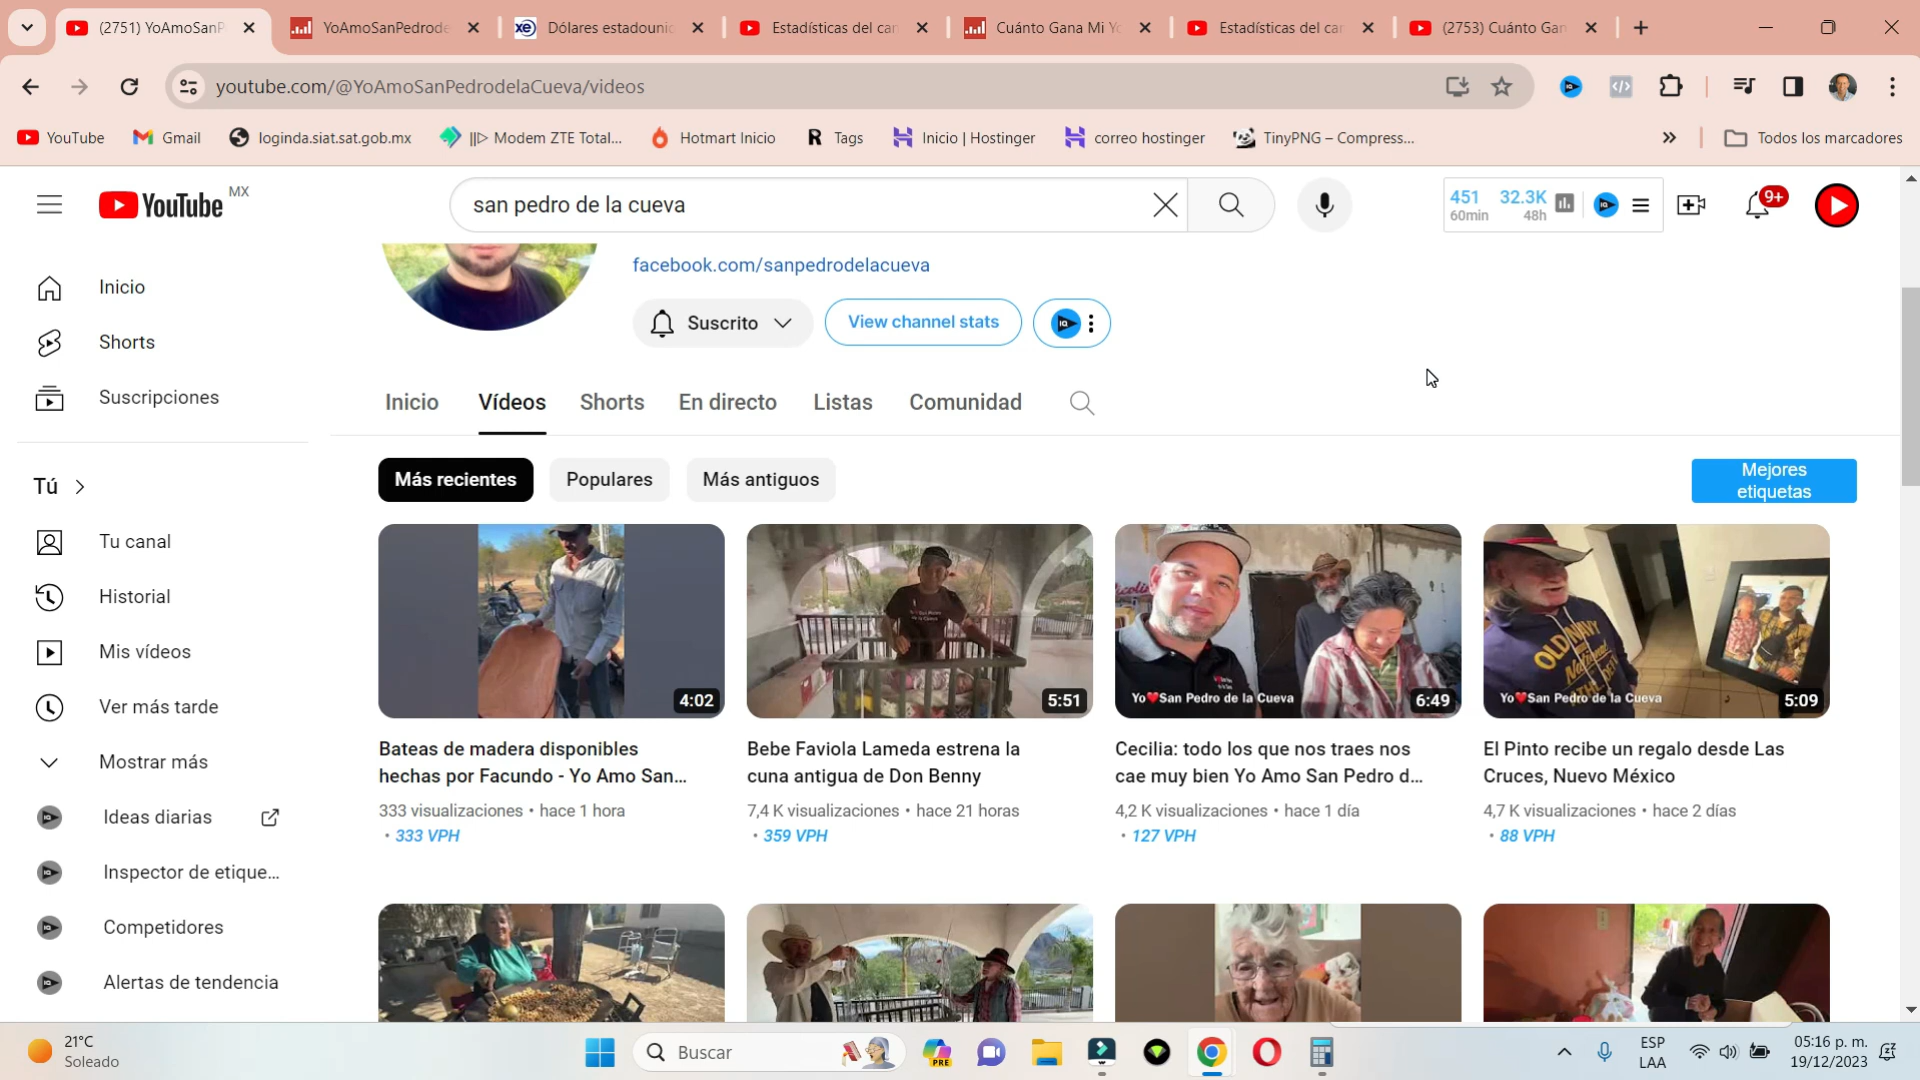 (2751) YoAmoSanP
YoAmoSanPedrode
Dólares estadounic
Estadísticas del can
Cuánto Gana Mi Yo
Estadísticas del can
(2753) Cuánto Gan
youtube.com/@YoAmoSanPedrodelaCueva/videos
YouTube
Gmail
loginda.siat.sat.gob.mx
||▷ Modem ZTE Total...
Hotmart Inicio
Tags
Inicio | Hostinger
correo hostinger
TinyPNG – Compress...
Todos los marcadores
YouTube MX
san pedro de la cueva
451 32.3K
60min 48h
9+
facebook.com/sanpedrodelacueva
Suscrito
View channel stats
Inicio
Vídeos
Shorts
En directo
Listas
Comunidad
Más recientes
Populares
Más antiguos
Mejores
etiquetas
Inicio
Shorts
Suscripciones
Tú
Tu canal
Historial
Mis vídeos
Ver más tarde
Mostrar más
Ideas diarias
Inspector de etique...
Competidores
Alertas de tendencia
4:02
Bateas de madera disponibles
hechas por Facundo - Yo Amo San...
333 visualizaciones • hace 1 hora
• 333 VPH
5:51
Bebe Faviola Lameda estrena la
cuna antigua de Don Benny
7,4 K visualizaciones • hace 21 horas
• 359 VPH
Yo❤San Pedro de la Cueva
6:49
Cecilia: todo los que nos traes nos
cae muy bien Yo Amo San Pedro d...
4,2 K visualizaciones • hace 1 día
• 127 VPH
OLD NAVY
Yo❤San Pedro de la Cueva
5:09
El Pinto recibe un regalo desde Las
Cruces, Nuevo México
4,7 K visualizaciones • hace 2 días
• 88 VPH
21°C
Soleado
Buscar
PRE
ESP
LAA
05:16 p. m.
19/12/2023